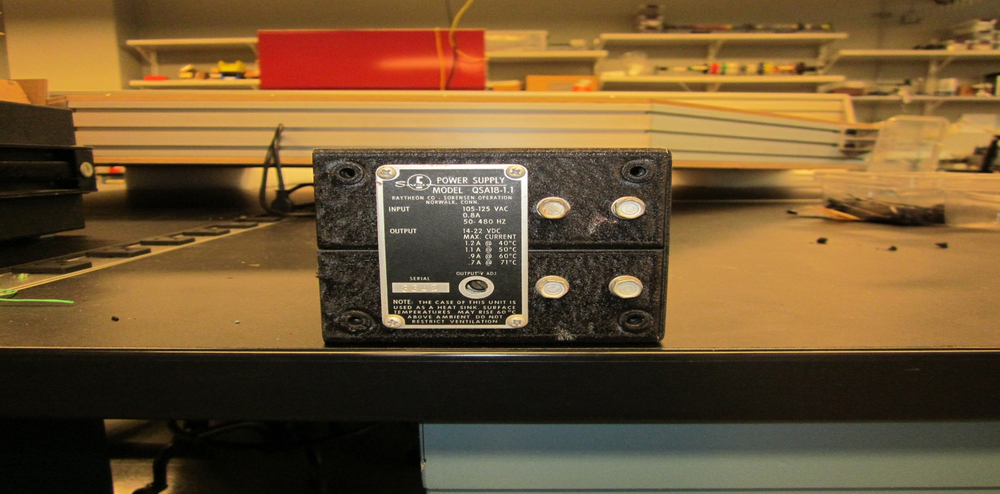 Sorensen POWER SUPPLY
MODEL QSA18-1.1
RAYTHEON CO - SORENSEN OPERATION
NORWALK, CONN.
INPUT 105-125 VAC
0.8A
50-480 HZ
OUTPUT 14-22 VDC
MAX. CURRENT
1.2A @ 40°C
1.1A @ 50°C
.9A @ 60°C
.7A @ 71°C
OUTPUT V ADJ.
SERIAL
NOTE: THE CASE OF THIS UNIT IS
USED AS A HEAT SINK. SURFACE
TEMPERATURES MAY RISE 60°C
ABOVE AMBIENT. DO NOT
RESTRICT VENTILATION